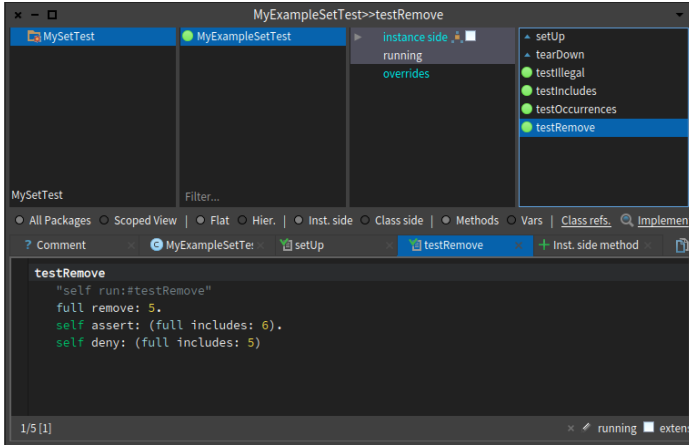 MyExampleSetTest>>testRemove
MySetTest
MyExampleSetTest
instance side
running
overrides
setUp
tearDown
testIllegal
testIncludes
testOccurrences
testRemove
MySetTest
Filter...
All Packages Scoped View | Flat Hier. | Inst. side Class side | Methods Vars | Class refs. Implemen
? Comment × MyExampleSetTe: × setUp × testRemove × + Inst. side method ×
testRemove
"self run:#testRemove"
full remove: 5.
self assert: (full includes: 6).
self deny: (full includes: 5)
1/5 [1] × running extens